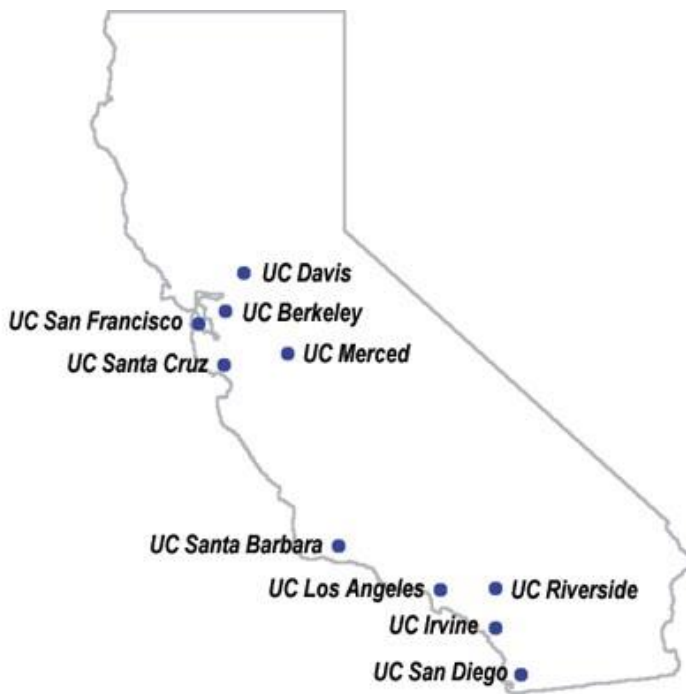 UC Davis
UC Berkeley
UC San Francisco
UC Merced
UC Santa Cruz
UC Santa Barbara
UC Los Angeles
UC Riverside
UC Irvine
UC San Diego